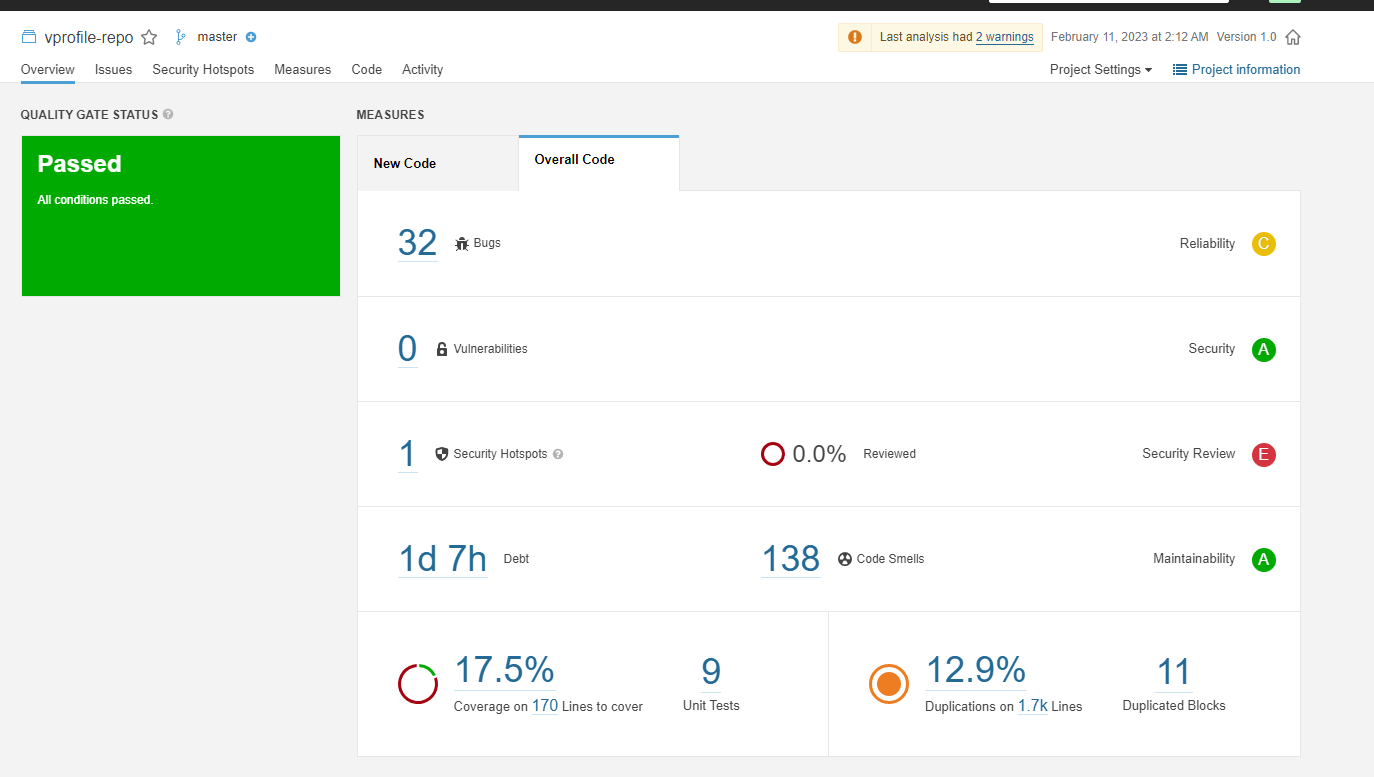 vprofile-repo master
Last analysis had 2 warnings February 11, 2023 at 2:12 AM Version 1.0
Overview Issues Security Hotspots Measures Code Activity
Project Settings Project information
QUALITY GATE STATUS ?
Passed
All conditions passed.
MEASURES
New Code
Overall Code
32 Bugs
Reliability C
0 Vulnerabilities
Security A
1 Security Hotspots ?
0.0% Reviewed
Security Review E
1d 7h Debt
138 Code Smells
Maintainability A
17.5%
Coverage on 170 Lines to cover
9
Unit Tests
12.9%
Duplications on 1.7k Lines
11
Duplicated Blocks